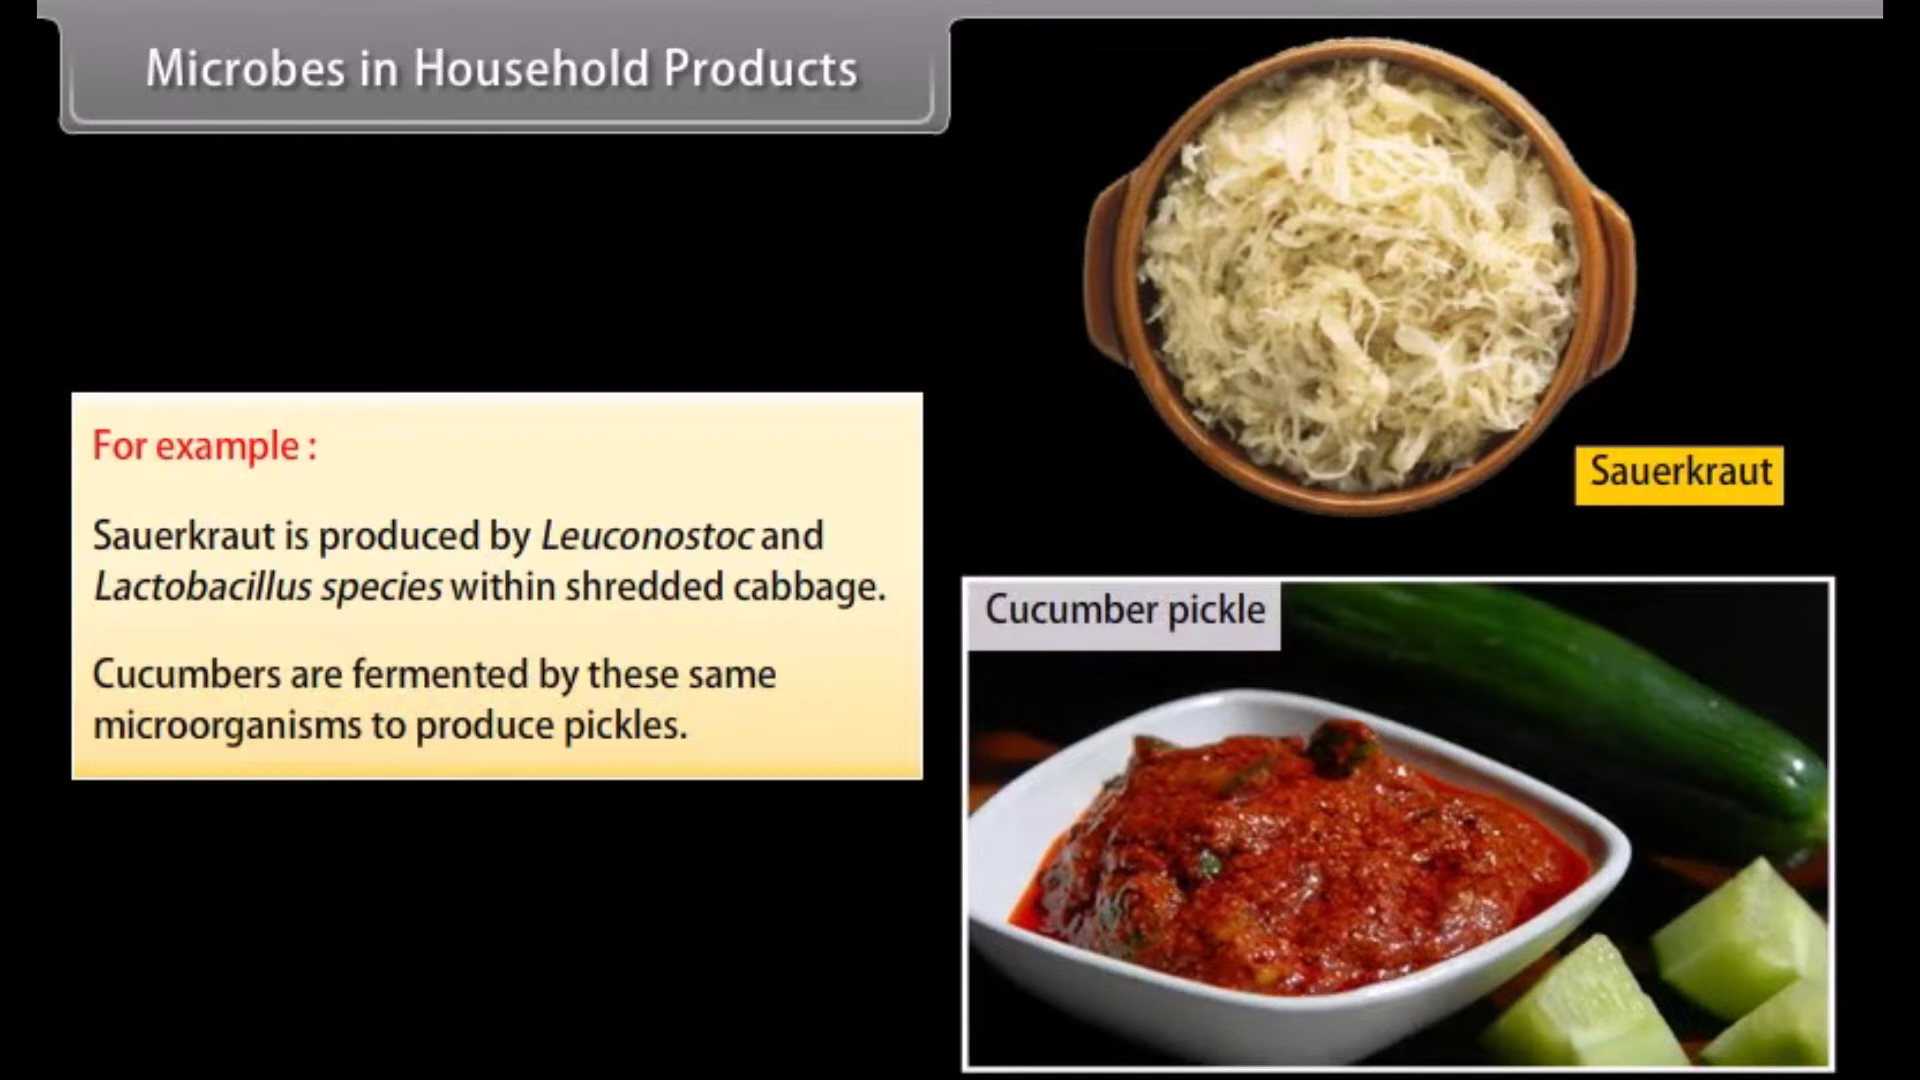 Microbes in Household Products
For example :
Sauerkraut is produced by Leuconostoc and
Lactobacillus species within shredded cabbage.
Cucumbers are fermented by these same
microorganisms to produce pickles.
Sauerkraut
Cucumber pickle